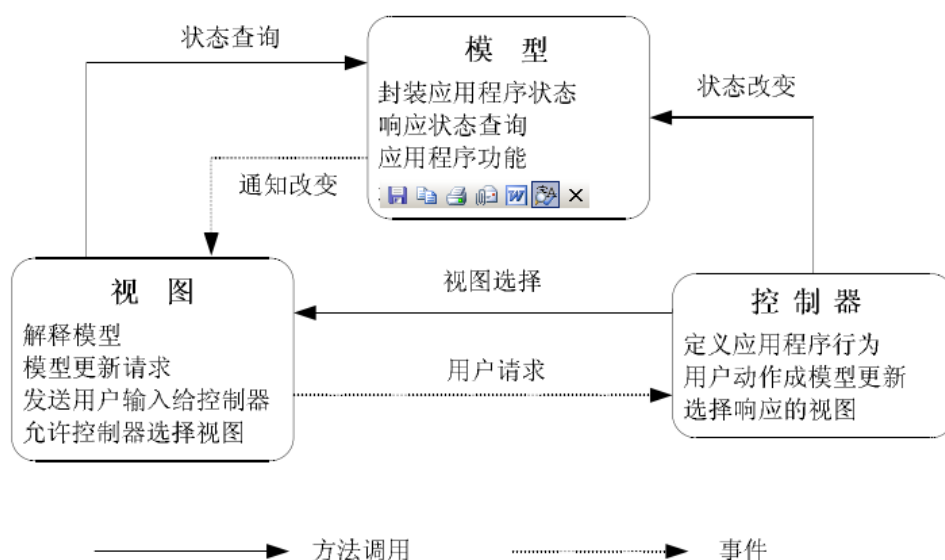 状态查询
模 型
封装应用程序状态
响应状态查询
应用程序功能
状态改变
通知改变
视 图
解释模型
模型更新请求
发送用户输入给控制器
允许控制器选择视图
视图选择
用户请求
控 制 器
定义应用程序行为
用户动作成模型更新
选择响应的视图
方法调用
事件